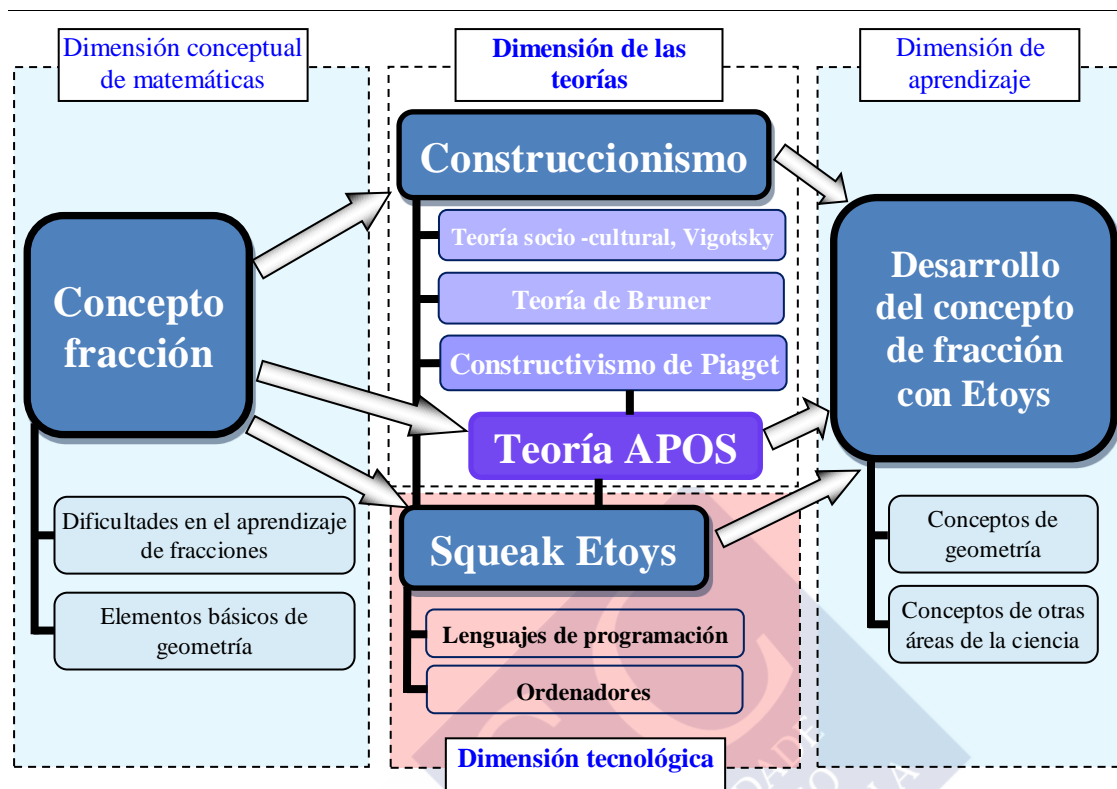 Dimensión conceptual
de matemáticas
Dimensión de las
teorías
Dimensión de
aprendizaje
Construccionismo
Teoría socio -cultural, Vigotsky
Teoría de Bruner
Constructivismo de Piaget
Teoría APOS
Concepto
fracción
Dificultades en el aprendizaje
de fracciones
Elementos básicos de
geometría
Squeak Etoys
Lenguajes de programación
Ordenadores
Dimensión tecnológica
Desarrollo
del concepto
de fracción
con Etoys
Conceptos de
geometría
Conceptos de otras
áreas de la ciencia